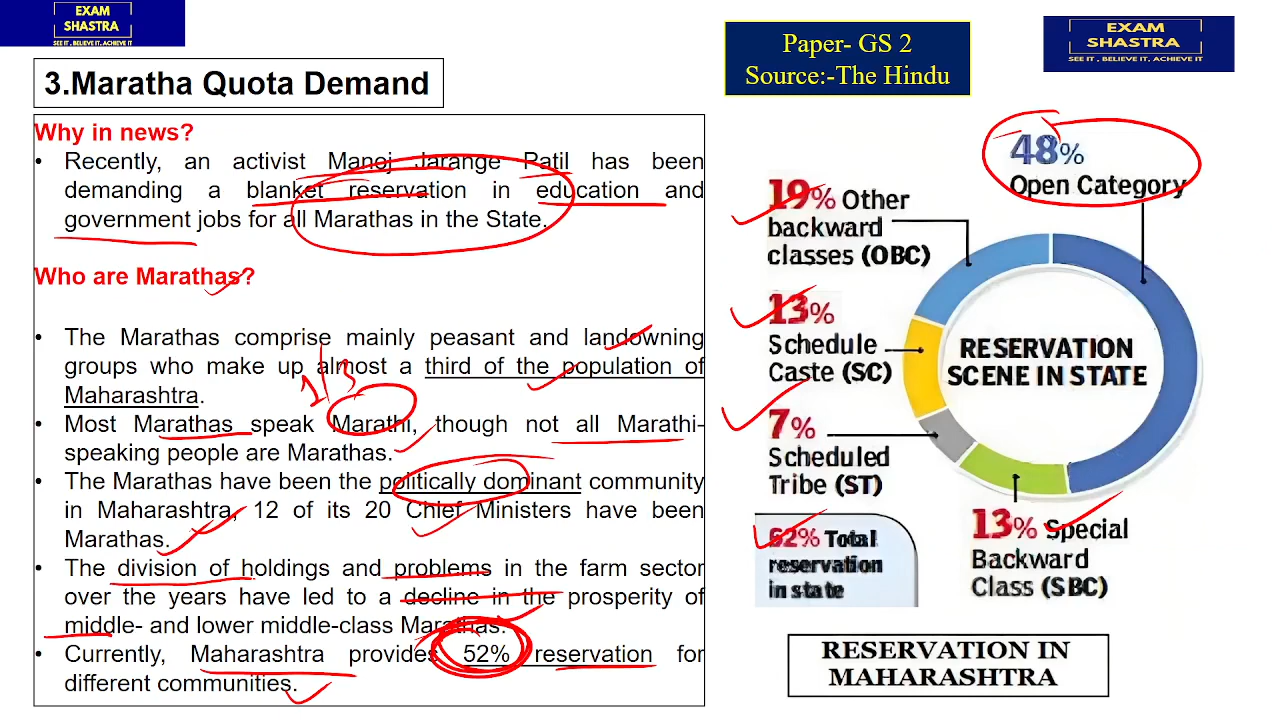 EXAM
SHASTRA
SEE IT , BELIEVE IT, ACHIEVE IT
3.Maratha Quota Demand
Why in news?
• Recently, an activist Manoj Jarange Patil has been
demanding a blanket reservation in education and
government jobs for all Marathas in the State.
Who are Marathas?
• The Marathas comprise mainly peasant and landowning
groups who make up almost a third of the population of
Maharashtra.
1/3
• Most Marathas speak Marathi, though not all Marathi-
speaking people are Marathas.
• The Marathas have been the politically dominant community
in Maharashtra, 12 of its 20 Chief Ministers have been
Marathas.
• The division of holdings and problems in the farm sector
over the years have led to a decline in the prosperity of
middle- and lower middle-class Marathas.
• Currently, Maharashtra provides 52% reservation for
different communities.
Paper- GS 2
Source:-The Hindu
EXAM
SHASTRA
SEE IT , BELIEVE IT, ACHIEVE IT
48%
Open Category
19% Other
backward
classes (OBC)
13%
Schedule
Caste (SC)
7%
Scheduled
Tribe (ST)
RESERVATION
SCENE IN STATE
62% Total
reservation
in state
13% Special
Backward
Class (SBC)
RESERVATION IN
MAHARASHTRA